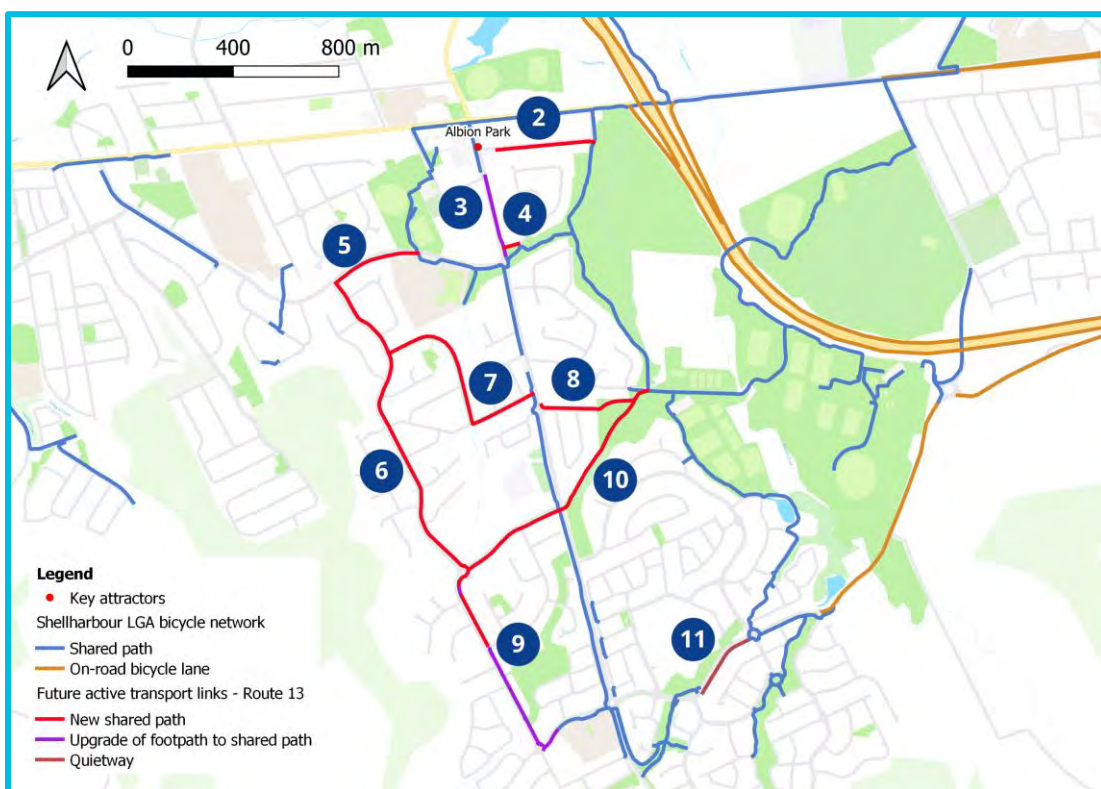 0 400 800 m
Albion Park
2
3
4
5
6
7
8
9
10
11
Legend
Key attractors
Shellharbour LGA bicycle network
Shared path
On-road bicycle lane
Future active transport links - Route 13
New shared path
Upgrade of footpath to shared path
Quietway